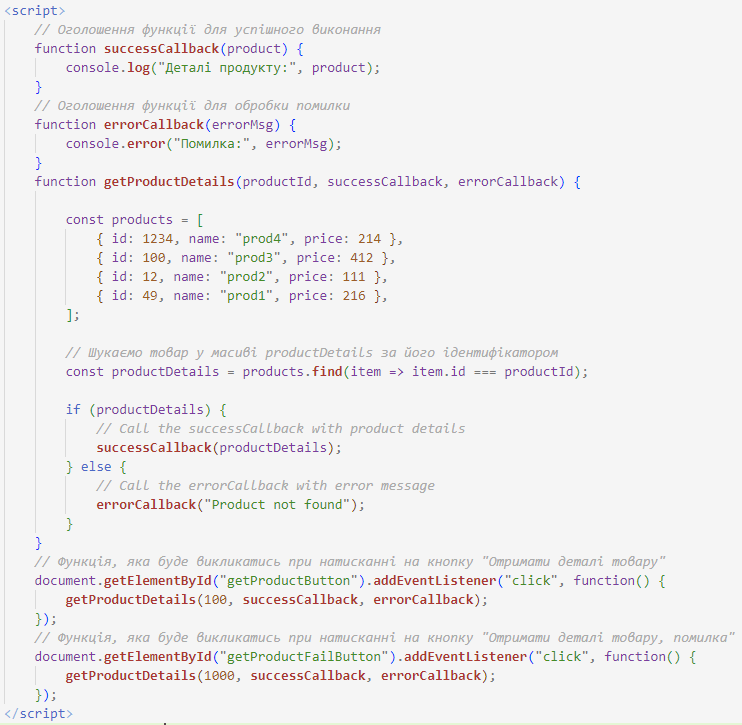 <script>
// Оголошення функції для успішного виконання
function successCallback(product) {
console.log("Деталі продукту:", product);
}
// Оголошення функції для обробки помилки
function errorCallback(errorMsg) {
console.error("Помилка:", errorMsg);
}
function getProductDetails(productId, successCallback, errorCallback) {
const products = [
{ id: 1234, name: "prod4", price: 214 },
{ id: 100, name: "prod3", price: 412 },
{ id: 12, name: "prod2", price: 111 },
{ id: 49, name: "prod1", price: 216 },
];
// Шукаємо товар у масиві productDetails за його ідентифікатором
const productDetails = products.find(item => item.id === productId);
if (productDetails) {
// Call the successCallback with product details
successCallback(productDetails);
} else {
// Call the errorCallback with error message
errorCallback("Product not found");
}
}
// Функція, яка буде викликатись при натисканні на кнопку "Отримати деталі товару"
document.getElementById("getProductButton").addEventListener("click", function() {
getProductDetails(100, successCallback, errorCallback);
});
// Функція, яка буде викликатись при натисканні на кнопку "Отримати деталі товару, помилка"
document.getElementById("getProductFailButton").addEventListener("click", function() {
getProductDetails(1000, successCallback, errorCallback);
});
</script>